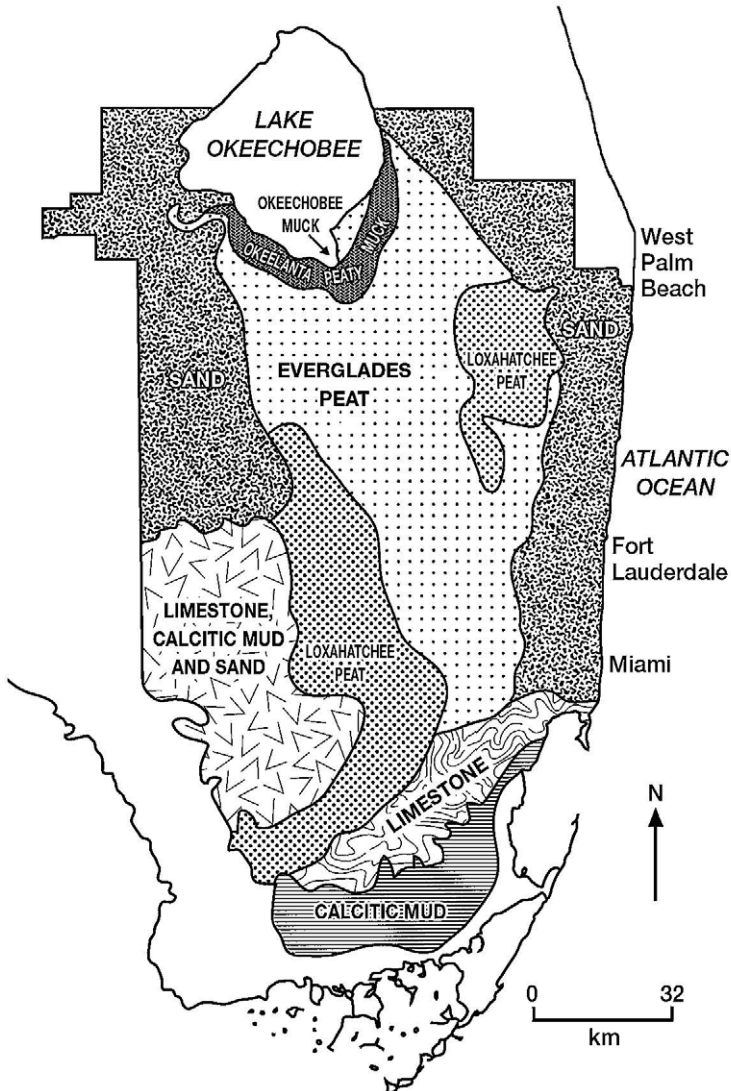 LAKE
OKEECHOBEE
OKEECHOBEE
MUCK
OKEELANTA PEATY MUCK
West
Palm
Beach
SAND
LOXAHATCHEE
PEAT
EVERGLADES
PEAT
SAND
ATLANTIC
OCEAN
Fort
Lauderdale
LIMESTONE,
CALCITIC MUD
AND SAND
LOXAHATCHEE
PEAT
Miami
LIMESTONE
N
CALCITIC MUD
0 32
km